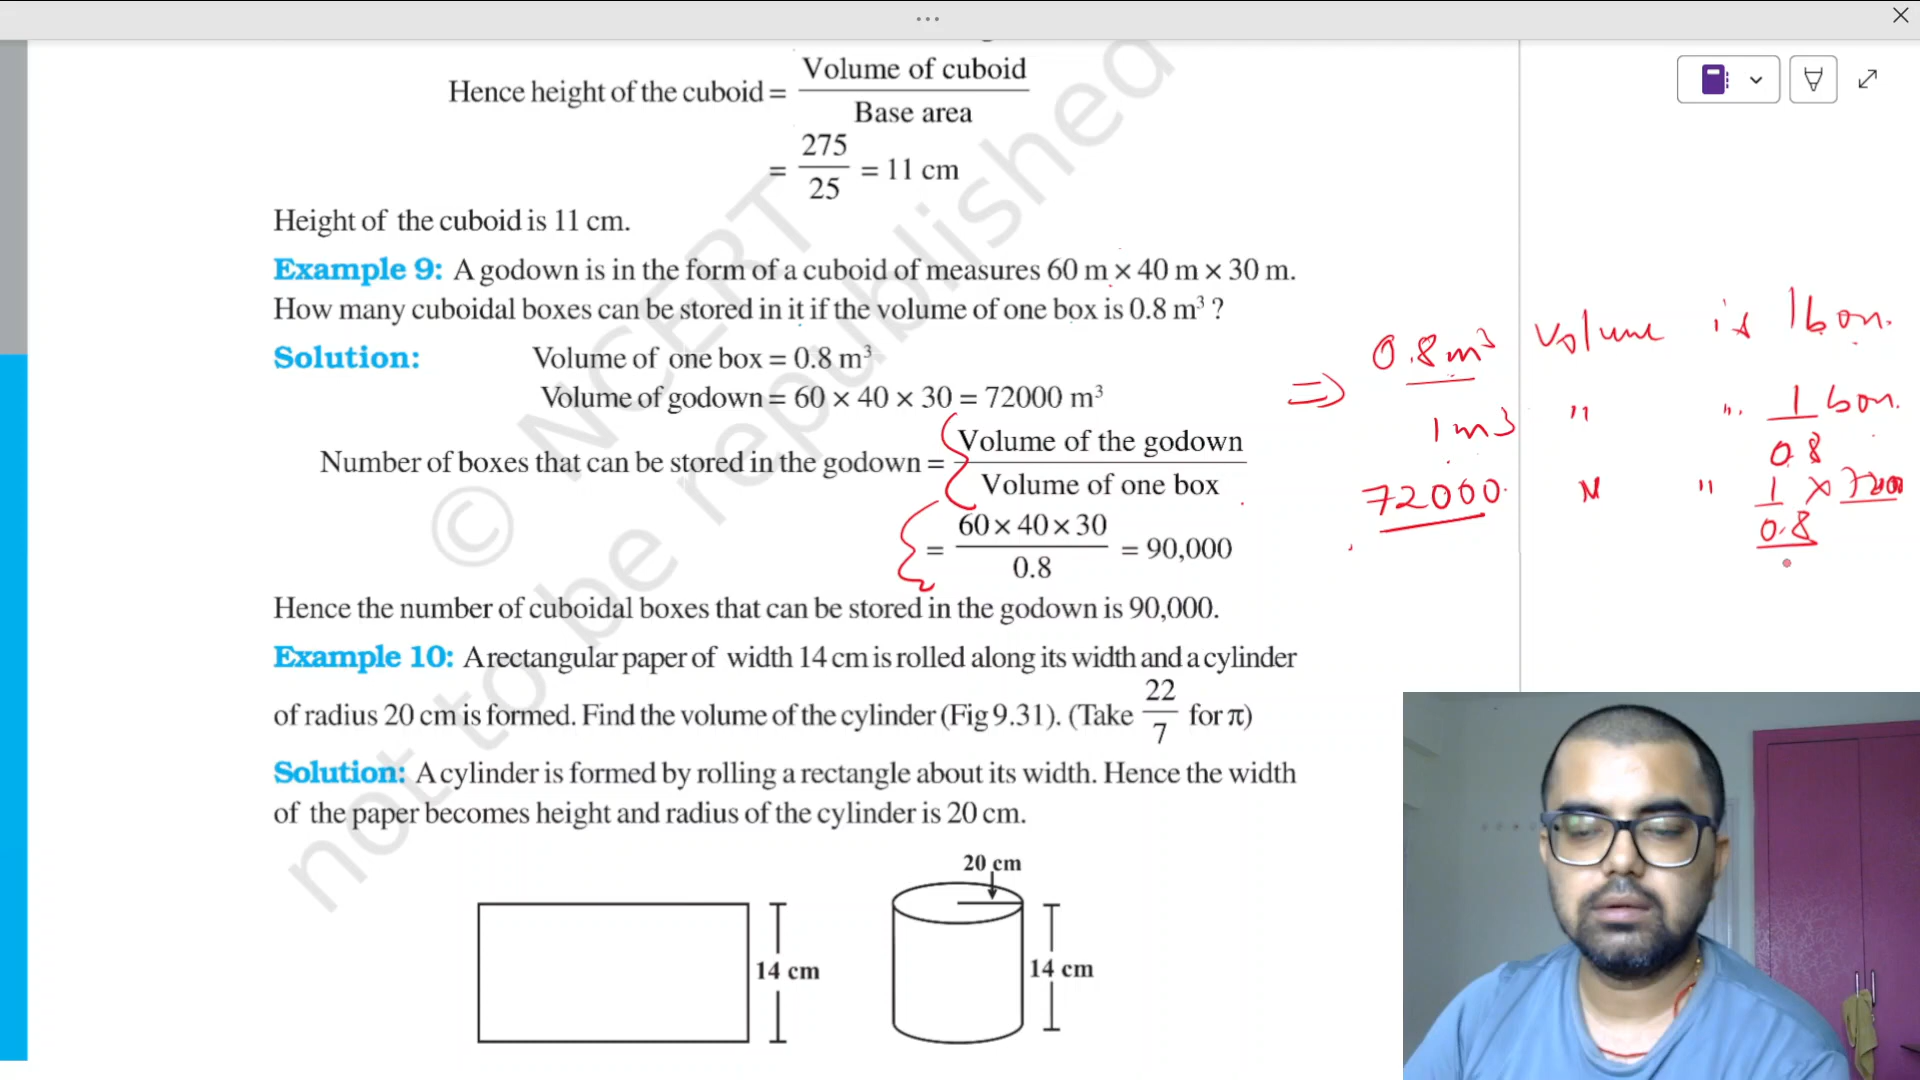 Hence height of the cuboid = Volume of cuboid / Base area
= 275 / 25 = 11 cm
Height of the cuboid is 11 cm.
Example 9: A godown is in the form of a cuboid of measures 60 m × 40 m × 30 m.
How many cuboidal boxes can be stored in it if the volume of one box is 0.8 m³ ?
Solution: Volume of one box = 0.8 m³
Volume of godown = 60 × 40 × 30 = 72000 m³
Number of boxes that can be stored in the godown = Volume of the godown / Volume of one box
= 60 × 40 × 30 / 0.8 = 90,000
Hence the number of cuboidal boxes that can be stored in the godown is 90,000.
Example 10: A rectangular paper of width 14 cm is rolled along its width and a cylinder
of radius 20 cm is formed. Find the volume of the cylinder (Fig 9.31). (Take 22/7 for π)
Solution: A cylinder is formed by rolling a rectangle about its width. Hence the width
of the paper becomes height and radius of the cylinder is 20 cm.
20 cm
14 cm
14 cm
⇒ 0.8 m³ Volume is 1 box.
1 m³ " " 1/0.8 box.
72000 " " 1/0.8 ×
© NCERT
not to be republished